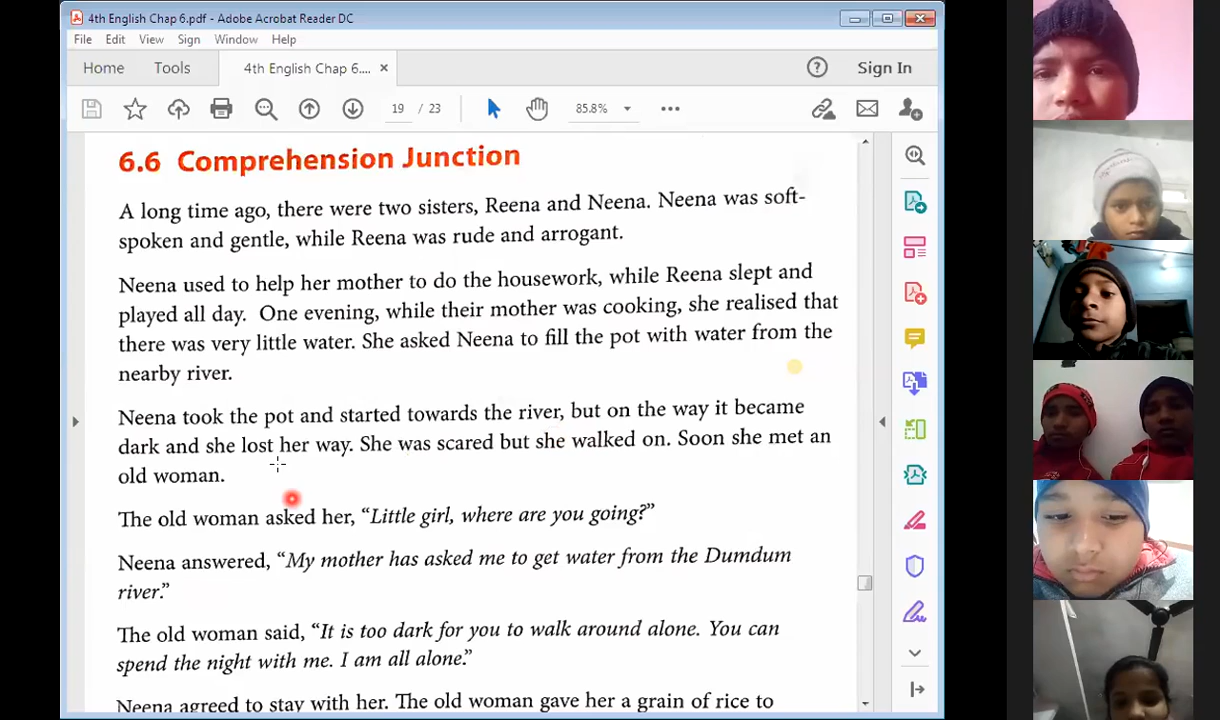 4th English Chap 6.pdf - Adobe Acrobat Reader DC
File Edit View Sign Window Help
Home Tools 4th English Chap 6.... × Sign In
19 / 23 85.8%
6.6 Comprehension Junction
A long time ago, there were two sisters, Reena and Neena. Neena was soft-
spoken and gentle, while Reena was rude and arrogant.
Neena used to help her mother to do the housework, while Reena slept and
played all day. One evening, while their mother was cooking, she realised that
there was very little water. She asked Neena to fill the pot with water from the
nearby river.
Neena took the pot and started towards the river, but on the way it became
dark and she lost her way. She was scared but she walked on. Soon she met an
old woman.
The old woman asked her, “Little girl, where are you going?”
Neena answered, “My mother has asked me to get water from the Dumdum
river.”
The old woman said, “It is too dark for you to walk around alone. You can
spend the night with me. I am all alone.”
Neena agreed to stay with her. The old woman gave her a grain of rice to